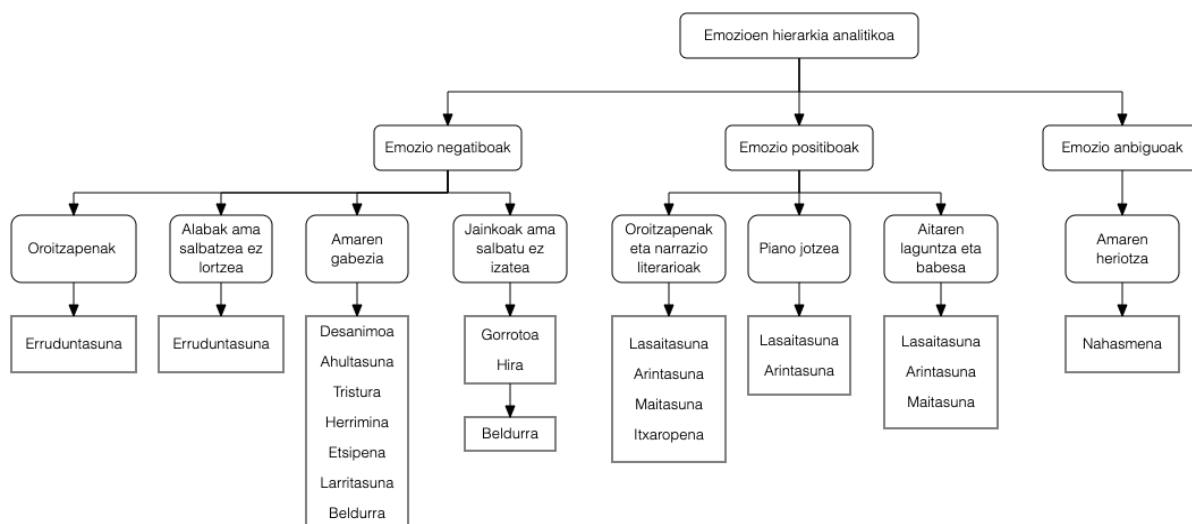 Emozioen hierarkia analitikoa
Emozio negatiboak
Emozio positiboak
Emozio anbiguoak
Oroitzapenak
Alabak ama
salbatzea ez
lortzea
Amaren
gabezia
Jainkoak ama
salbatu ez
izatea
Oroitzapenak
eta narrazio
literarioak
Piano jotzea
Aitaren
laguntza eta
babesa
Amaren
heriotza
Erruduntasuna
Erruduntasuna
Desanimoa
Ahultasuna
Tristura
Herrimina
Etsipena
Larritasuna
Beldurra
Gorrotoa
Hira
Beldurra
Lasaitasuna
Arintasuna
Maitasuna
Itxaropena
Lasaitasuna
Arintasuna
Lasaitasuna
Arintasuna
Maitasuna
Nahasmena